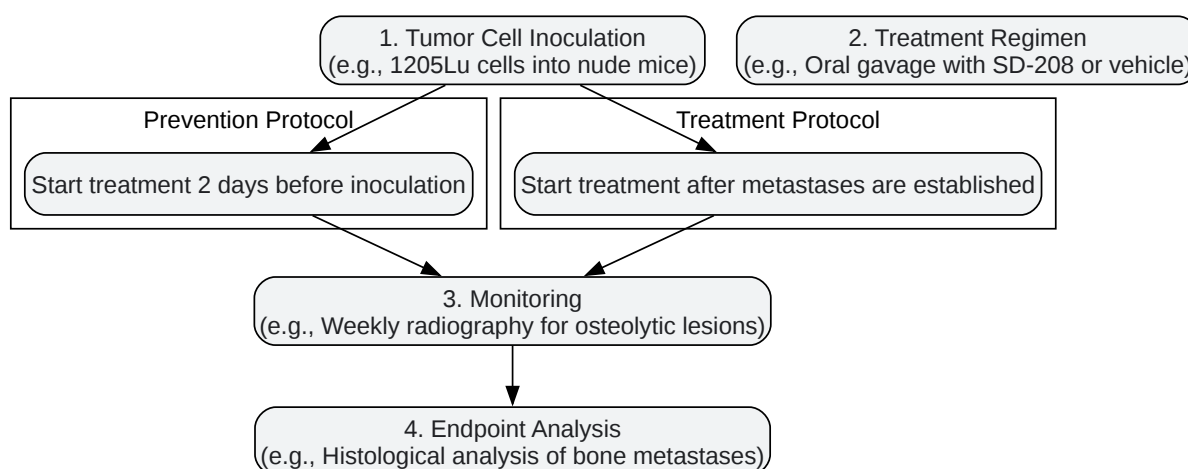 1. Tumor Cell Inoculation
(e.g., 1205Lu cells into nude mice)
2. Treatment Regimen
(e.g., Oral gavage with SD-208 or vehicle)
Prevention Protocol
Start treatment 2 days before inoculation
Treatment Protocol
Start treatment after metastases are established
3. Monitoring
(e.g., Weekly radiography for osteolytic lesions)
4. Endpoint Analysis
(e.g., Histological analysis of bone metastases)